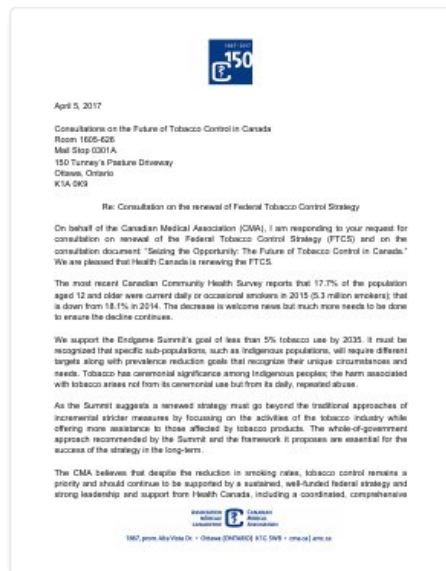 1867-2017
150
April 5, 2017
Consultations on the Future of Tobacco Control in Canada
Room 1605-626
Mail Stop 0301A
150 Tunney's Pasture Driveway
Ottawa, Ontario
K1A 0K9
Re: Consultation on the renewal of Federal Tobacco Control Strategy
On behalf of the Canadian Medical Association (CMA), I am responding to your request for
consultation on renewal of the Federal Tobacco Control Strategy (FTCS) and on the
consultation document: "Seizing the Opportunity: The Future of Tobacco Control in Canada."
We are pleased that Health Canada is renewing the FTCS.
The most recent Canadian Community Health Survey reports that 17.7% of the population
aged 12 and older were current daily or occasional smokers in 2015 (5.3 million smokers); that
is down from 18.1% in 2014. The decrease is welcome news but much more needs to be done
to ensure the decline continues.
We support the Endgame Summit's goal of less than 5% tobacco use by 2035. It must be
recognized that specific sub-populations, such as Indigenous populations, will require different
targets along with prevalence reduction goals that recognize their unique circumstances and
needs. Tobacco has ceremonial significance among Indigenous peoples; the harm associated
with tobacco arises not from its ceremonial use but from its daily, repeated abuse.
As the Summit suggests a renewed strategy must go beyond the traditional approaches of
incremental stricter measures by focussing on the activities of the tobacco industry while
offering more assistance to those affected by tobacco products. The whole-of-government
approach recommended by the Summit and the framework it proposes are essential for the
success of the strategy in the long-term.
The CMA believes that despite the reduction in smoking rates, tobacco control remains a
priority and should continue to be supported by a sustained, well-funded federal strategy and
strong leadership and support from Health Canada, including a coordinated, comprehensive
ASSOCIATION MÉDICALE CANADIENNE
CANADIAN MEDICAL ASSOCIATION
1867, prom. Alta Vista Dr. • Ottawa (ONTARIO) K1G 5W8 • cma.ca | amc.ca